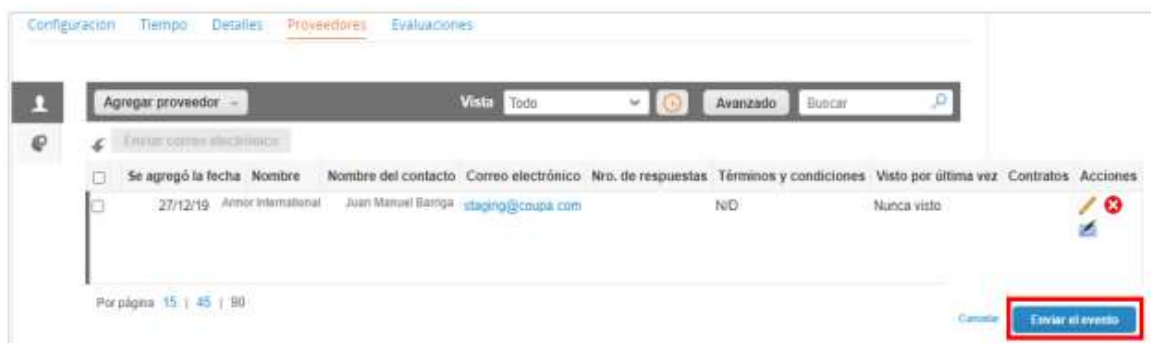 Configuración Tiempo Detalles Proveedores Evaluaciones
Agregar proveedor Vista Todo Avanzado Buscar
Enviar correo electrónico
Se agregó la fecha Nombre Nombre del contacto Correo electrónico Nro. de respuestas Términos y condiciones Visto por última vez Contratos Acciones
27/12/19 Armor International Juan Manuel Barriga staging@coupa.com N/D Nunca visto
Por página 15 | 45 | 90
Cancelar Enviar el evento